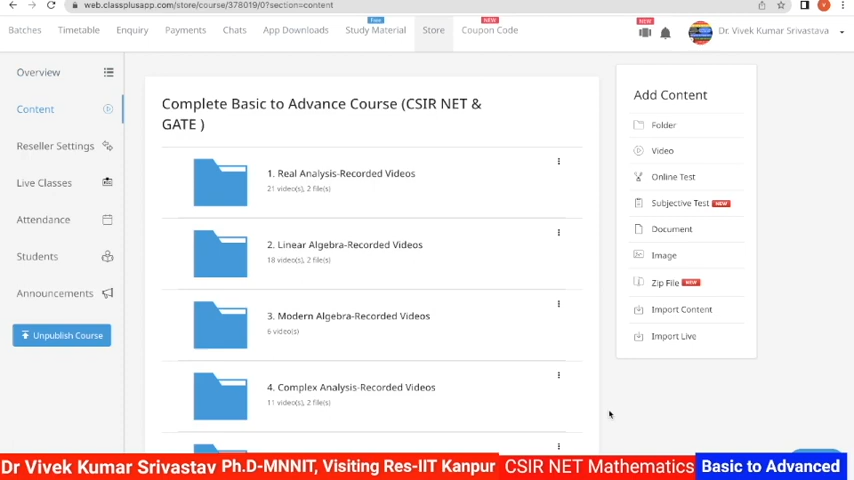 web.classplusapp.com/store/course/378019/0?section=content
Batches Timetable Enquiry Payments Chats App Downloads Free Study Material Store NEW Coupon Code NEW Dr. Vivek Kumar Srivastava
V
Overview
Content
Reseller Settings
Live Classes
Attendance
Students
Announcements
Unpublish Course
Complete Basic to Advance Course (CSIR NET &
GATE )
1. Real Analysis-Recorded Videos
21 video(s), 2 file(s)
2. Linear Algebra-Recorded Videos
18 video(s), 2 file(s)
3. Modern Algebra-Recorded Videos
6 video(s)
4. Complex Analysis-Recorded Videos
11 video(s), 2 file(s)
Add Content
Folder
Video
Online Test
Subjective Test NEW
Document
Image
Zip File NEW
Import Content
Import Live
Dr Vivek Kumar Srivastav Ph.D-MNNIT, Visiting Res-IIT Kanpur CSIR NET Mathematics Basic to Advanced